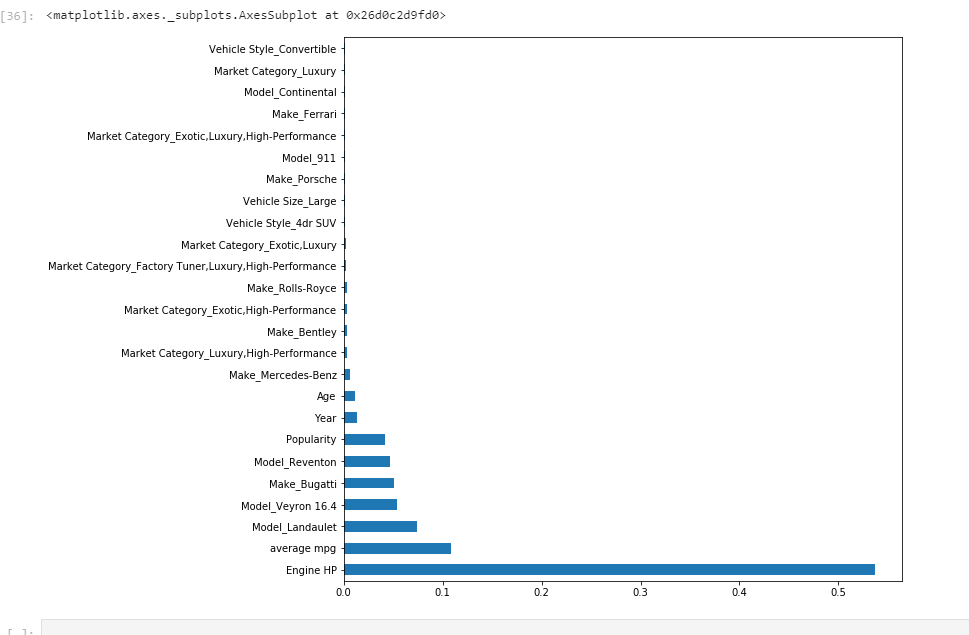 [36]: <matplotlib.axes._subplots.AxesSubplot at 0x26d0c2d9fd0>
Vehicle Style_Convertible
Market Category_Luxury
Model_Continental
Make_Ferrari
Market Category_Exotic,Luxury,High-Performance
Model_911
Make_Porsche
Vehicle Size_Large
Vehicle Style_4dr SUV
Market Category_Exotic,Luxury
Market Category_Factory Tuner,Luxury,High-Performance
Make_Rolls-Royce
Market Category_Exotic,High-Performance
Make_Bentley
Market Category_Luxury,High-Performance
Make_Mercedes-Benz
Age
Year
Popularity
Model_Reventon
Make_Bugatti
Model_Veyron 16.4
Model_Landaulet
average mpg
Engine HP
0.0 0.1 0.2 0.3 0.4 0.5
[ ]: